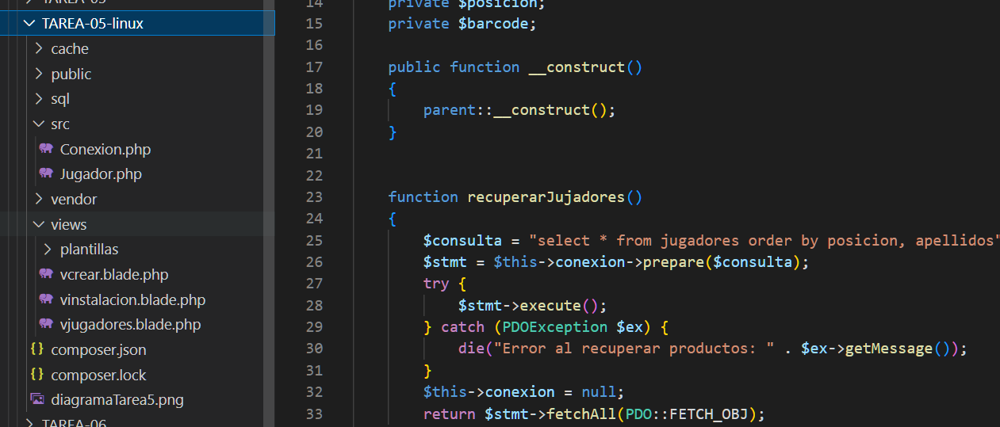 TAREA-05
TAREA-05-linux
cache
public
sql
src
Conexion.php
Jugador.php
vendor
views
plantillas
vcrear.blade.php
vinstalacion.blade.php
vjugadores.blade.php
{} composer.json
{} composer.lock
diagramaTarea5.png
TAREA-06
14 private $posicion;
15 private $barcode;
16
17 public function __construct()
18 {
19 parent::__construct();
20 }
21
22
23 function recuperarJujadores()
24 {
25 $consulta = "select * from jugadores order by posicion, apellidos"
26 $stmt = $this->conexion->prepare($consulta);
27 try {
28 $stmt->execute();
29 } catch (PDOException $ex) {
30 die("Error al recuperar productos: " . $ex->getMessage());
31 }
32 $this->conexion = null;
33 return $stmt->fetchAll(PDO::FETCH_OBJ);